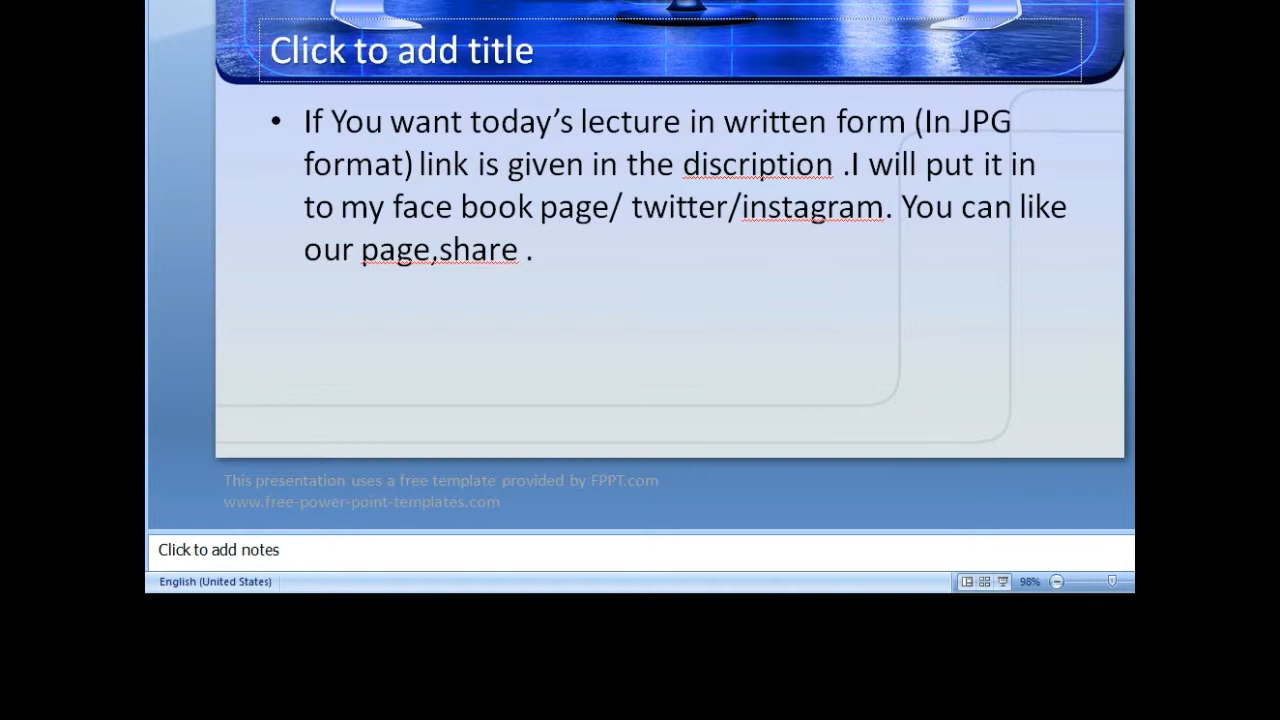 Click to add title
• If You want today’s lecture in written form (In JPG
format) link is given in the discription .I will put it in
to my face book page/ twitter/instagram. You can like
our page,share .
This presentation uses a free template provided by FPPT.com
www.free-power-point-templates.com
Click to add notes
English (United States)
98%